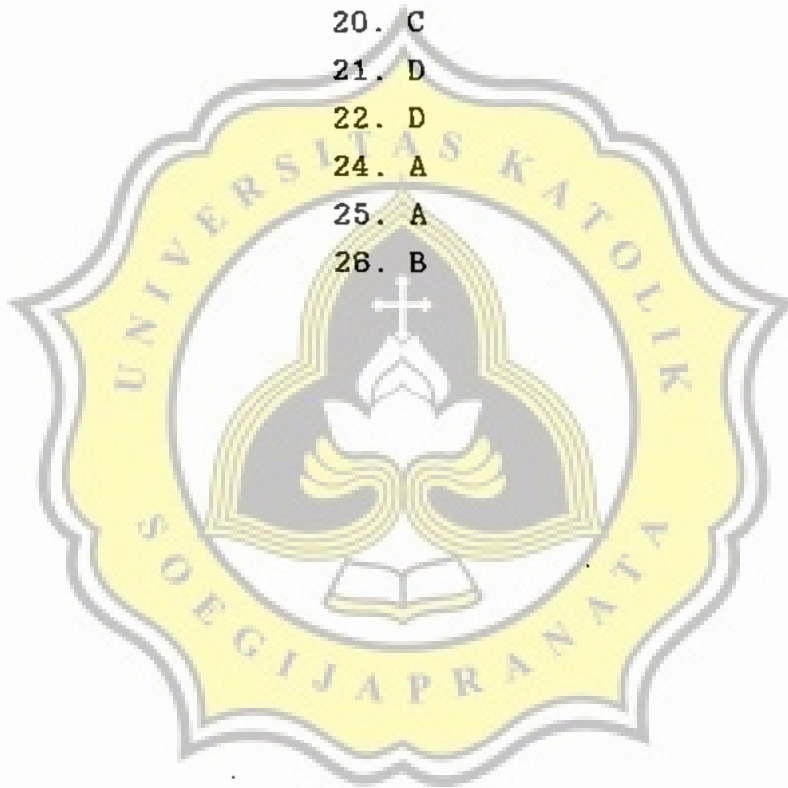 20. C
21. D
22. D
24. A
25. A
26. B
UNIVERSITAS KATOLIK
SOEGIJAPRANATA